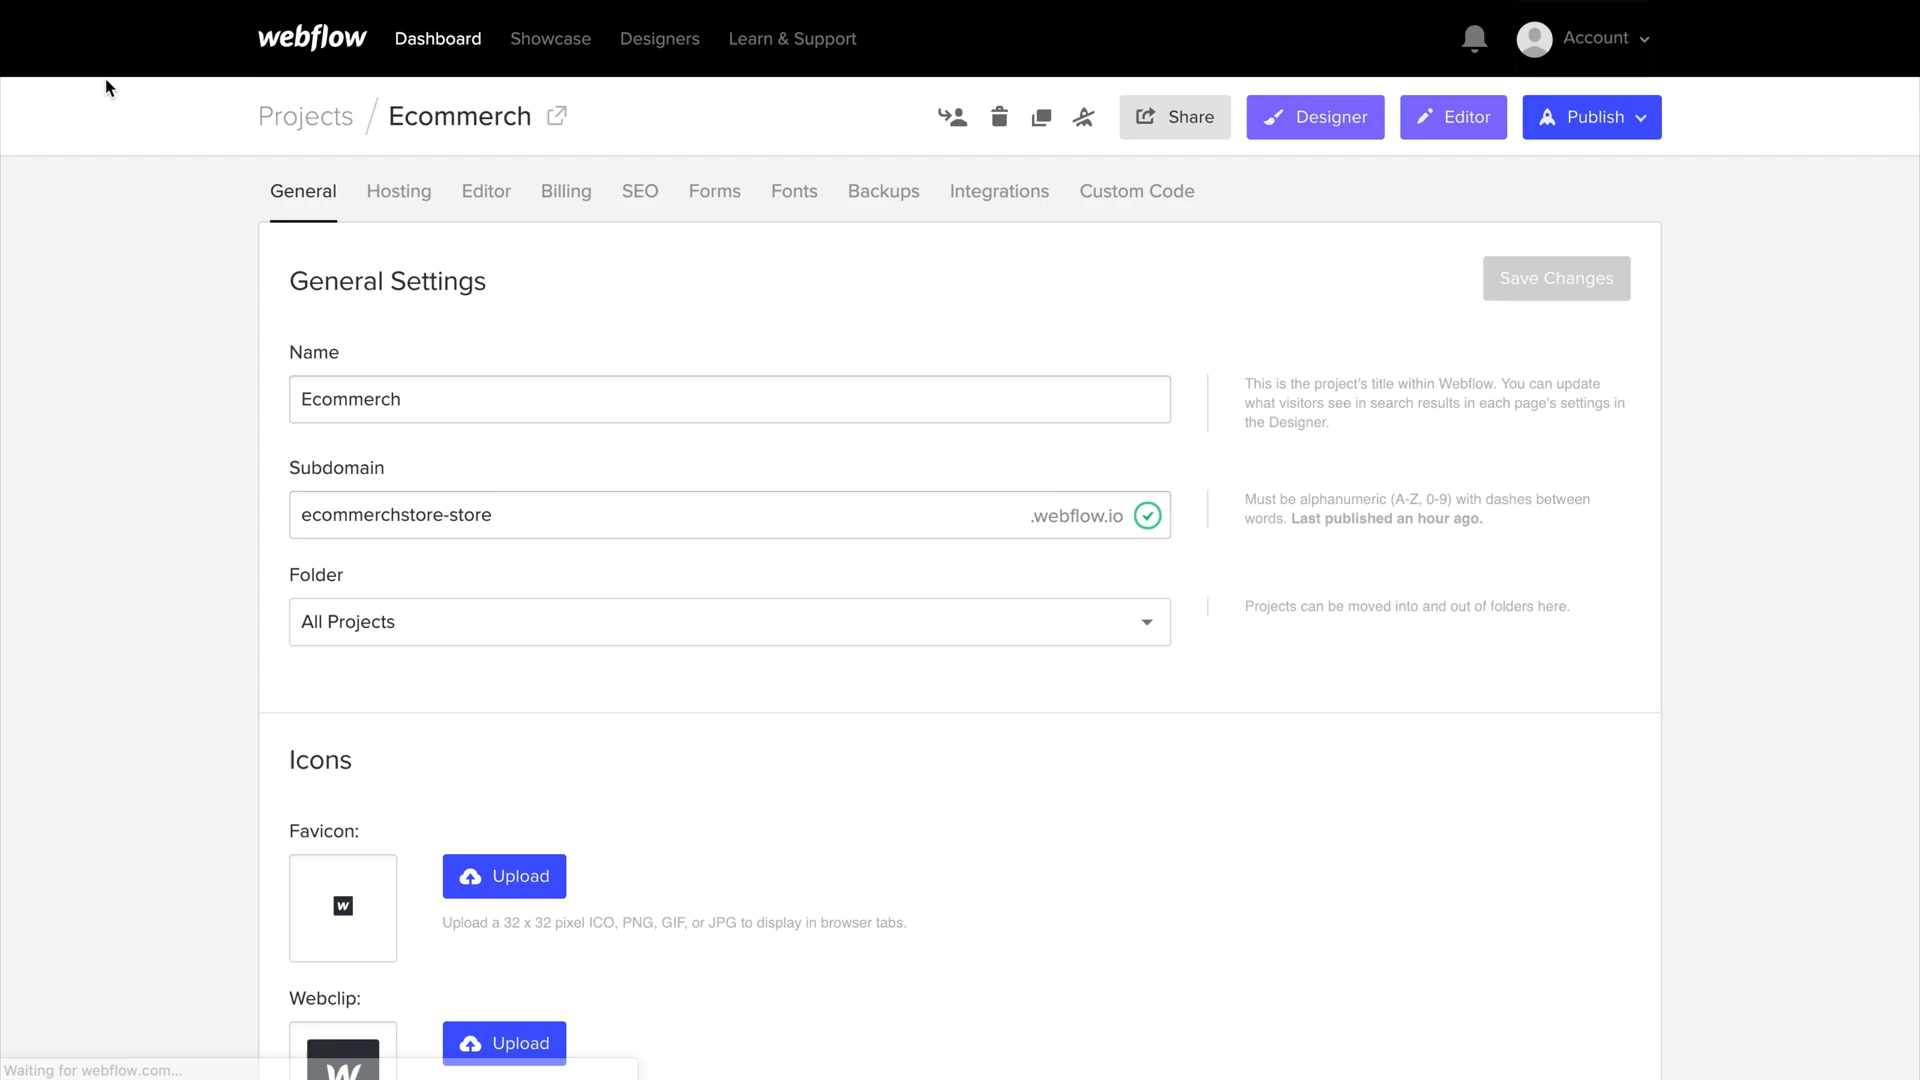 webflow Dashboard Showcase Designers Learn & Support Account
Projects / Ecommerch Share Designer Editor Publish
General Hosting Editor Billing SEO Forms Fonts Backups Integrations Custom Code
General Settings
Save Changes
Name
Ecommerch
This is the project's title within Webflow. You can update
what visitors see in search results in each page's settings in
the Designer.
Subdomain
ecommerchstore-store
.webflow.io
Must be alphanumeric (A-Z, 0-9) with dashes between
words. Last published an hour ago.
Folder
All Projects
Projects can be moved into and out of folders here.
Icons
Favicon:
W
Upload
Upload a 32 x 32 pixel ICO, PNG, GIF, or JPG to display in browser tabs.
Webclip:
W
Upload
Waiting for webflow.com...